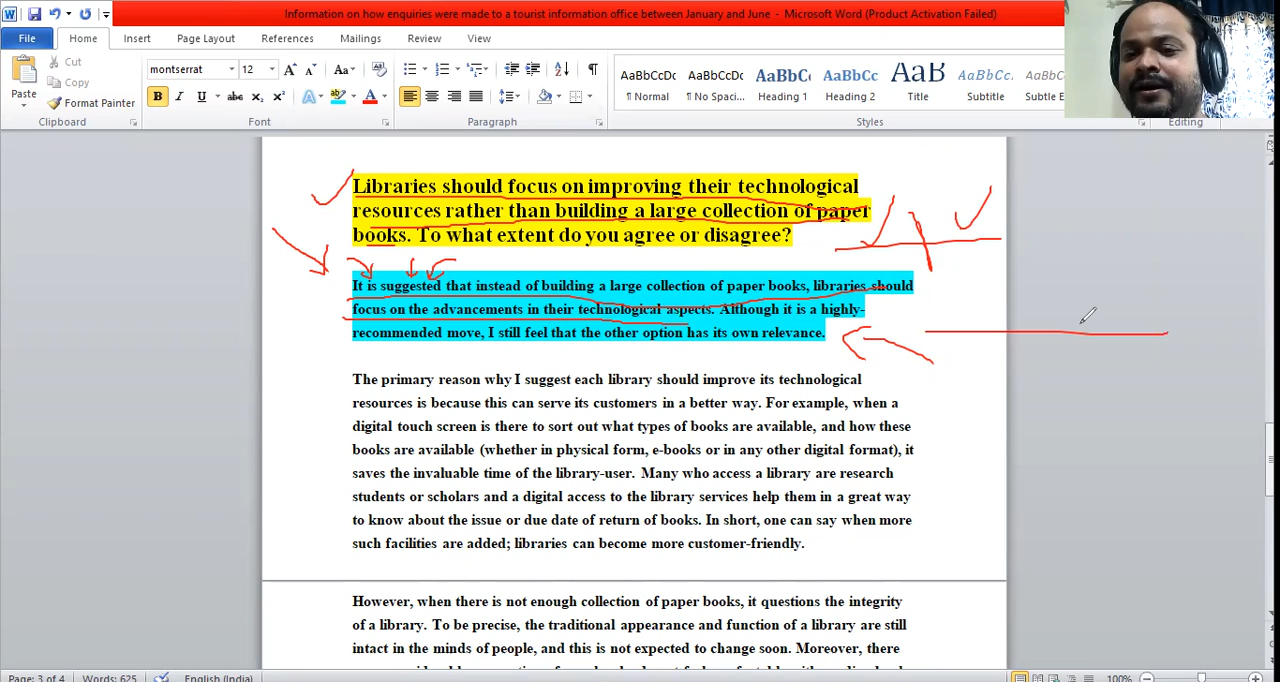 Information on how enquiries were made to a tourist information office between January and June - Microsoft Word (Product Activation Failed)
File Home Insert Page Layout References Mailings Review View
Cut
Copy
Paste
Format Painter
Clipboard
montserrat 12
Font
Paragraph
AaBbCcDc AaBbCcDc AaBbCc AaBbCc AaB AaBbCc. AaBbC
¶ Normal ¶ No Spaci... Heading 1 Heading 2 Title Subtitle Subtle E
Styles
Editing
Libraries should focus on improving their technological
resources rather than building a large collection of paper
books. To what extent do you agree or disagree?
It is suggested that instead of building a large collection of paper books, libraries should
focus on the advancements in their technological aspects. Although it is a highly-
recommended move, I still feel that the other option has its own relevance.
The primary reason why I suggest each library should improve its technological
resources is because this can serve its customers in a better way. For example, when a
digital touch screen is there to sort out what types of books are available, and how these
books are available (whether in physical form, e-books or in any other digital format), it
saves the invaluable time of the library-user. Many who access a library are research
students or scholars and a digital access to the library services help them in a great way
to know about the issue or due date of return of books. In short, one can say when more
such facilities are added; libraries can become more customer-friendly.
However, when there is not enough collection of paper books, it questions the integrity
of a library. To be precise, the traditional appearance and function of a library are still
intact in the minds of people, and this is not expected to change soon. Moreover, there
Page: 3 of 4 Words: 625 English (India) 100%